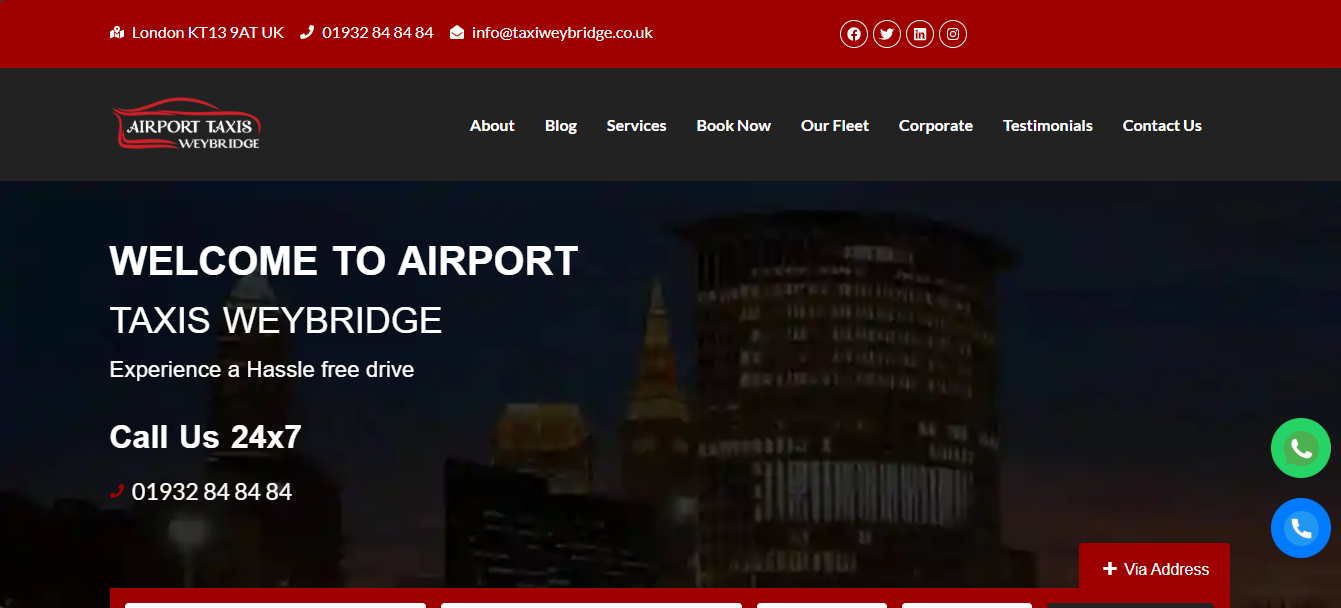 London KT13 9AT UK 01932 84 84 84 info@taxiweybridge.co.uk
AIRPORT TAXIS
WEYBRIDGE
About Blog Services Book Now Our Fleet Corporate Testimonials Contact Us
WELCOME TO AIRPORT
TAXIS WEYBRIDGE
Experience a Hassle free drive
Call Us 24x7
01932 84 84 84
Via Address